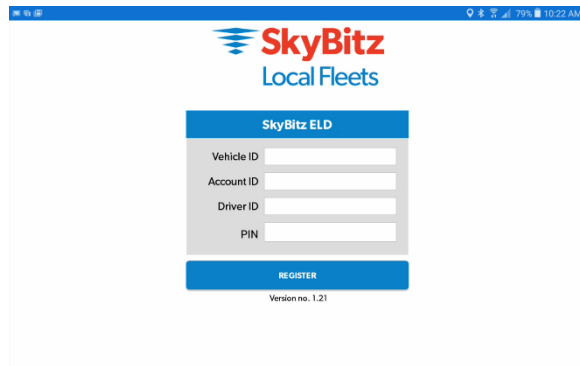 79% 10:22 AM
SkyBitz
Local Fleets
SkyBitz ELD
Vehicle ID
Account ID
Driver ID
PIN
REGISTER
Version no. 1.21